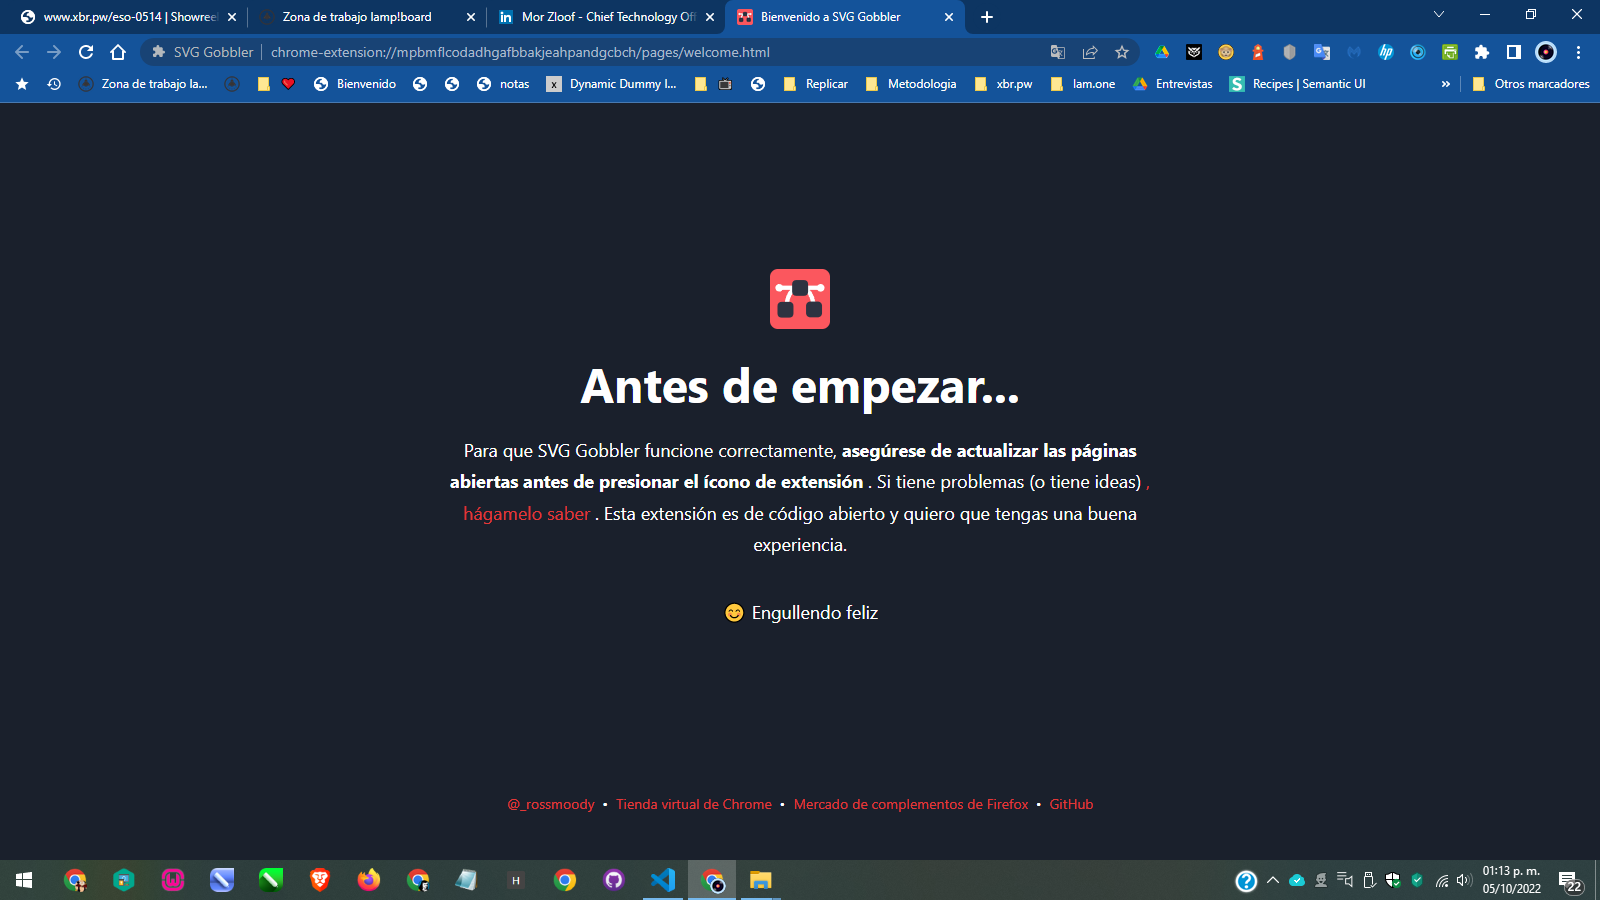 www.xbr.pw/eso-0514 | Showreel
Zona de trabajo lamp!board
Mor Zloof - Chief Technology Off
Bienvenido a SVG Gobbler
SVG Gobbler
chrome-extension://mpbmflcodadhgafbbakjeahpandgcbch/pages/welcome.html
Zona de trabajo la...
Bienvenido
notas
Dynamic Dummy I...
Replicar
Metodologia
xbr.pw
lam.one
Entrevistas
Recipes | Semantic UI
»
Otros marcadores
Antes de empezar...
Para que SVG Gobbler funcione correctamente, asegúrese de actualizar las páginas
abiertas antes de presionar el ícono de extensión . Si tiene problemas (o tiene ideas) ,
hágamelo saber . Esta extensión es de código abierto y quiero que tengas una buena
experiencia.
😊 Engullendo feliz
@_rossmoody • Tienda virtual de Chrome • Mercado de complementos de Firefox • GitHub
01:13 p. m.
05/10/2022
22